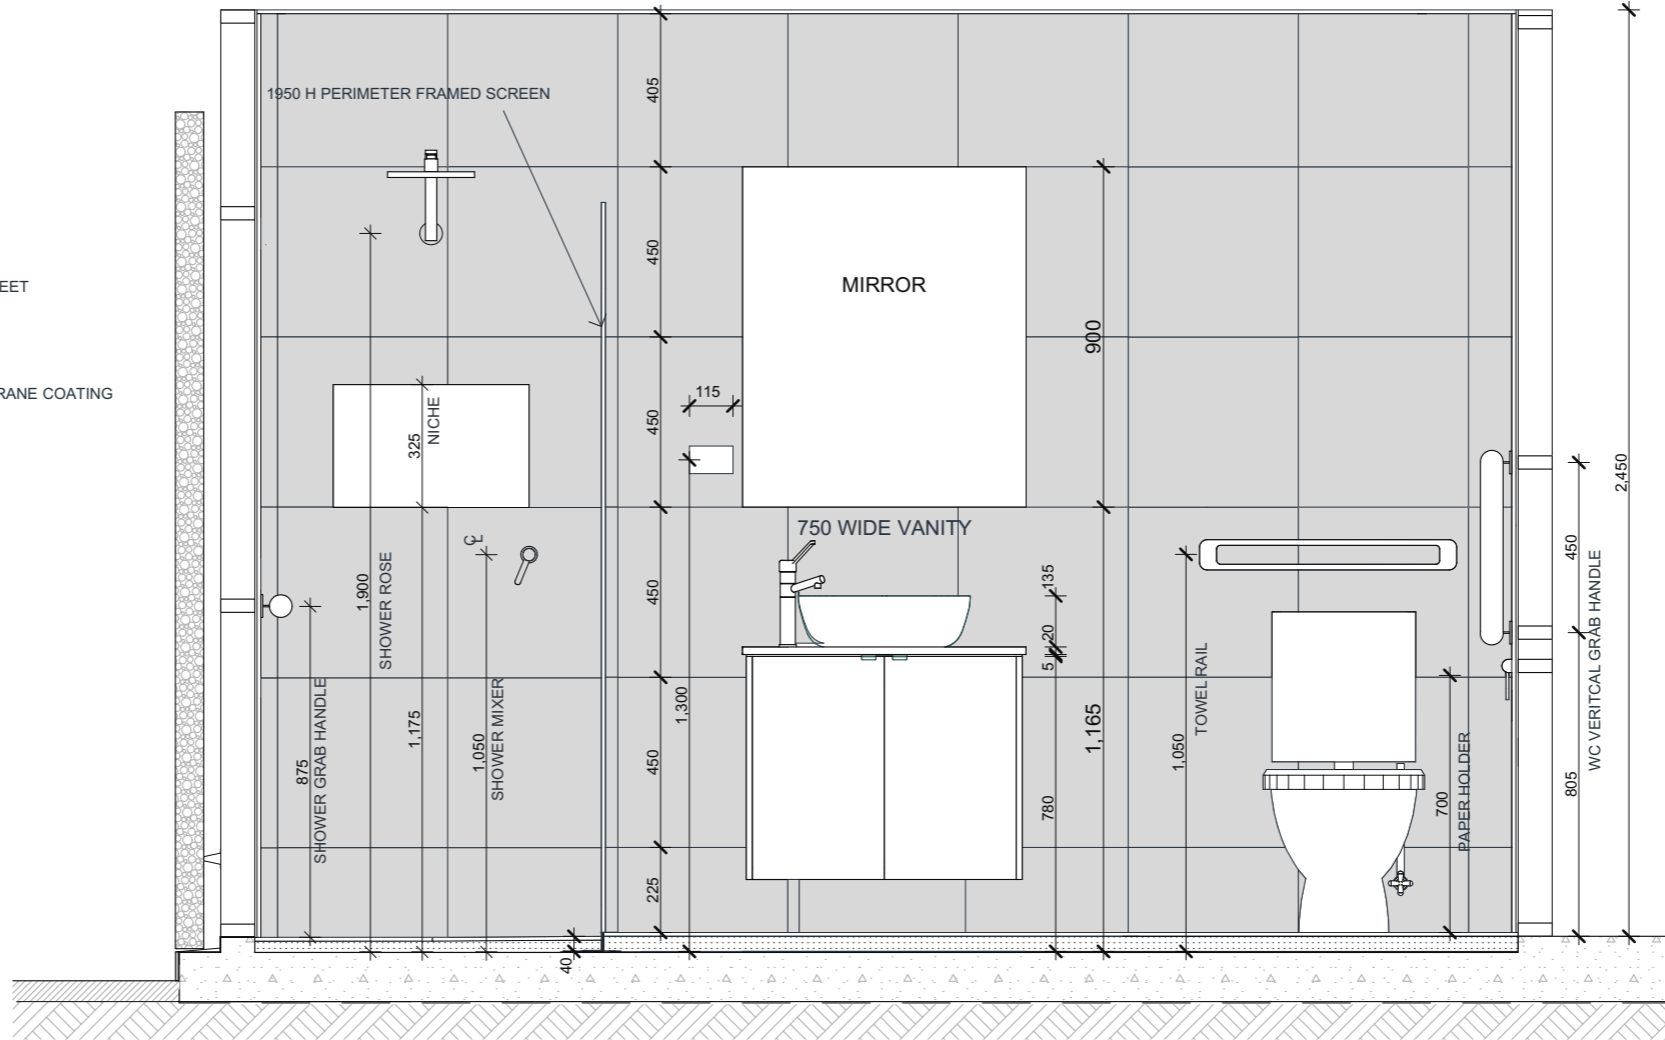 405
1950 H PERIMETER FRAMED SCREEN
450
MIRROR
EET
900
RANE COATING
115
450
325
NICHE
2,450
750 WIDE VANITY
℄
450
1,900
SHOWER ROSE
450
135
20
5
WC VERITCAL GRAB HANDLE
TOWEL RAIL
1,300
1,165
875
SHOWER GRAB HANDLE
1,175
1,050
SHOWER MIXER
450
1,050
780
700
PAPER HOLDER
805
225
40